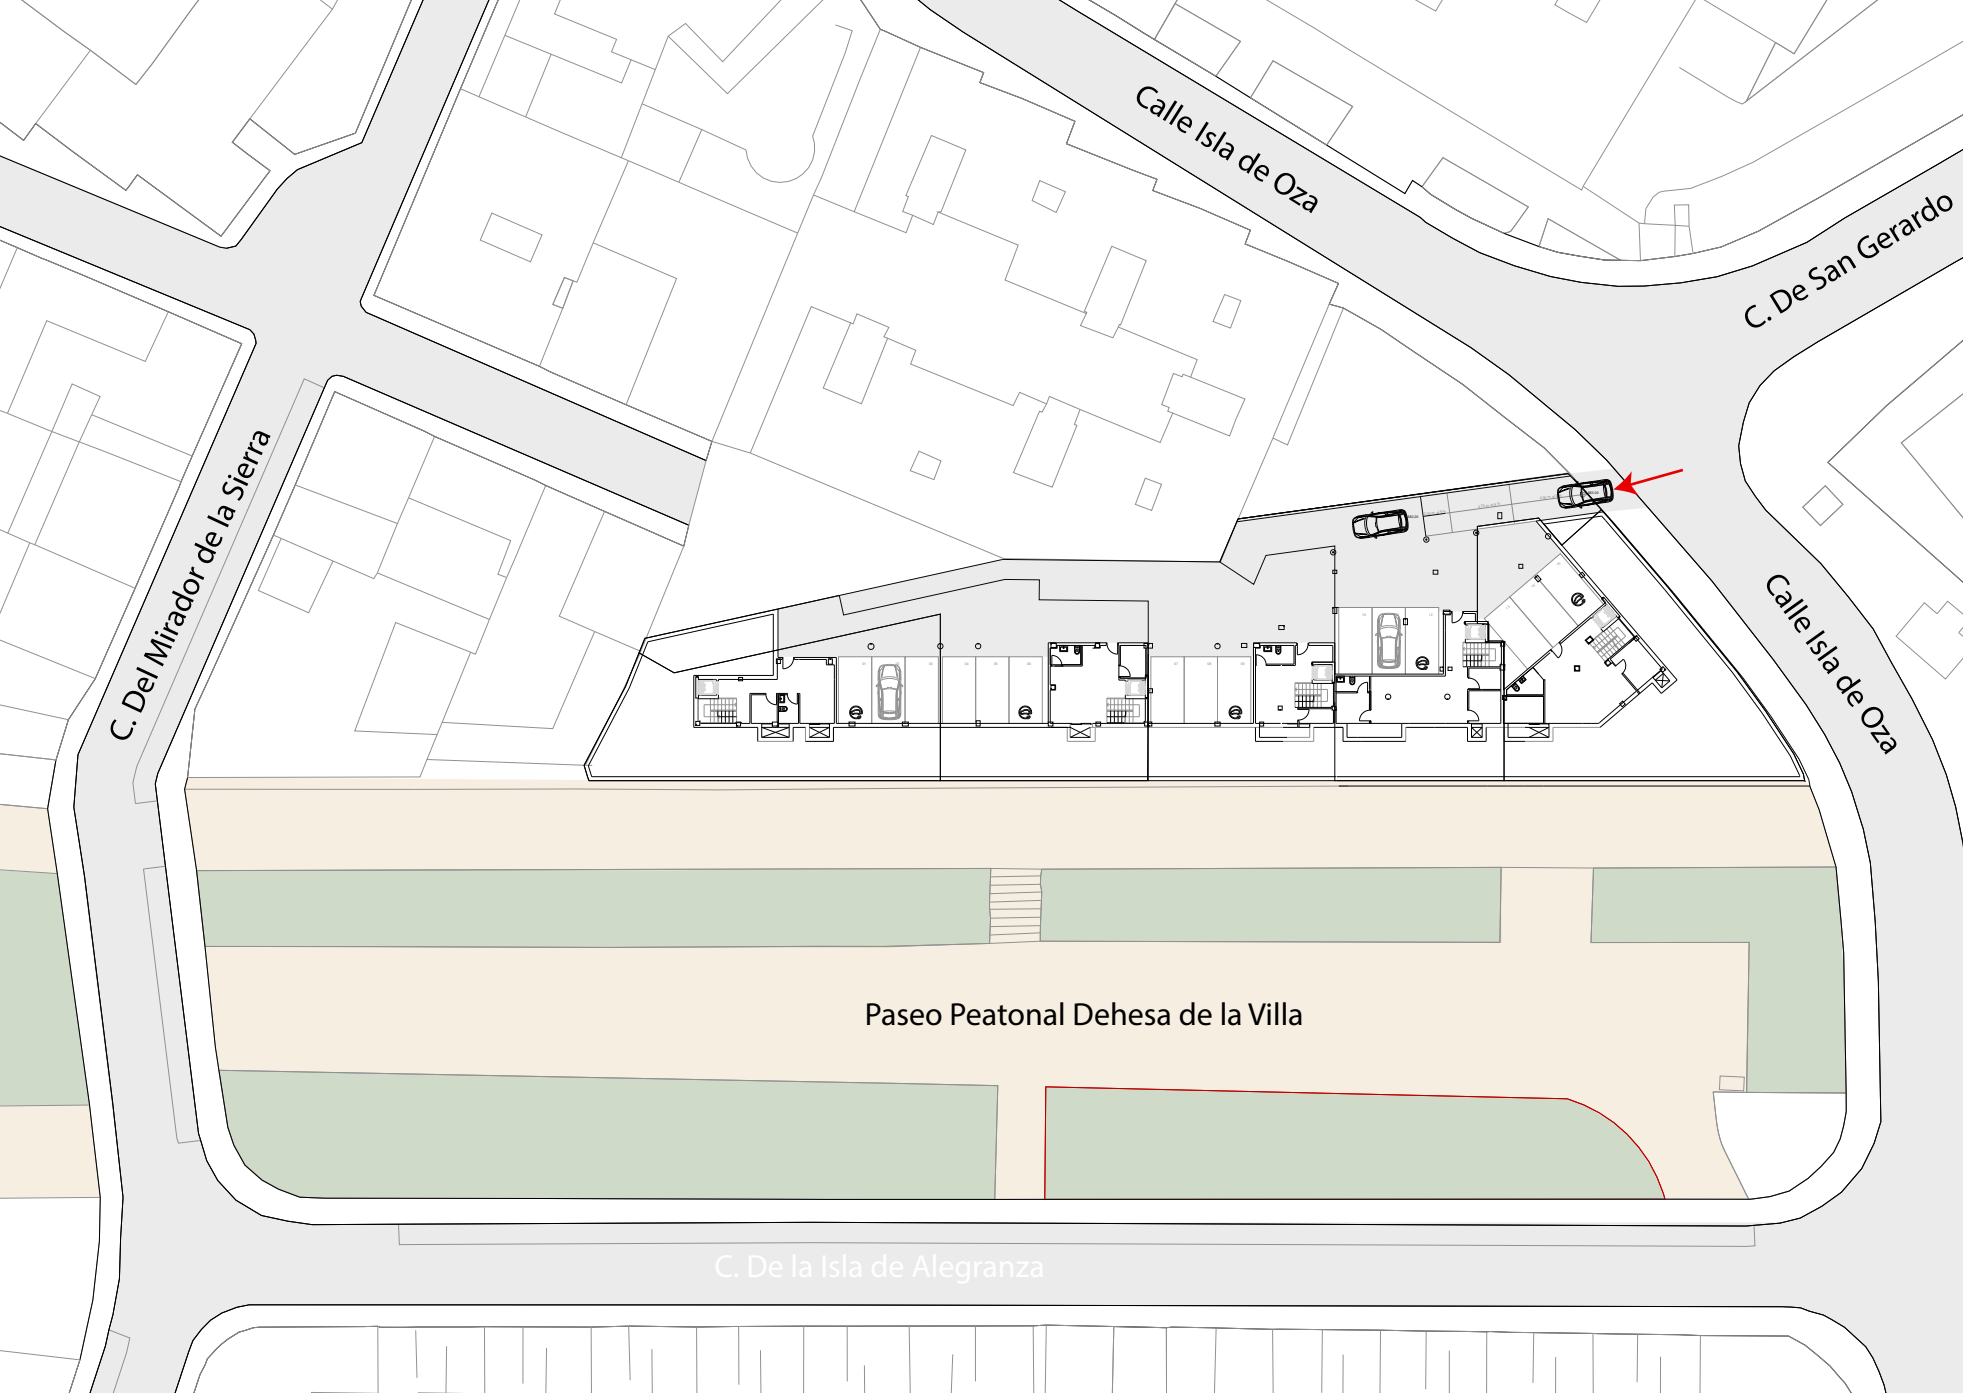 Calle Isla de Oza
C. De San Gerardo
C. Del Mirador de la Sierra
Calle Isla de Oza
Paseo Peatonal Dehesa de la Villa
C. De la Isla de Alegranza